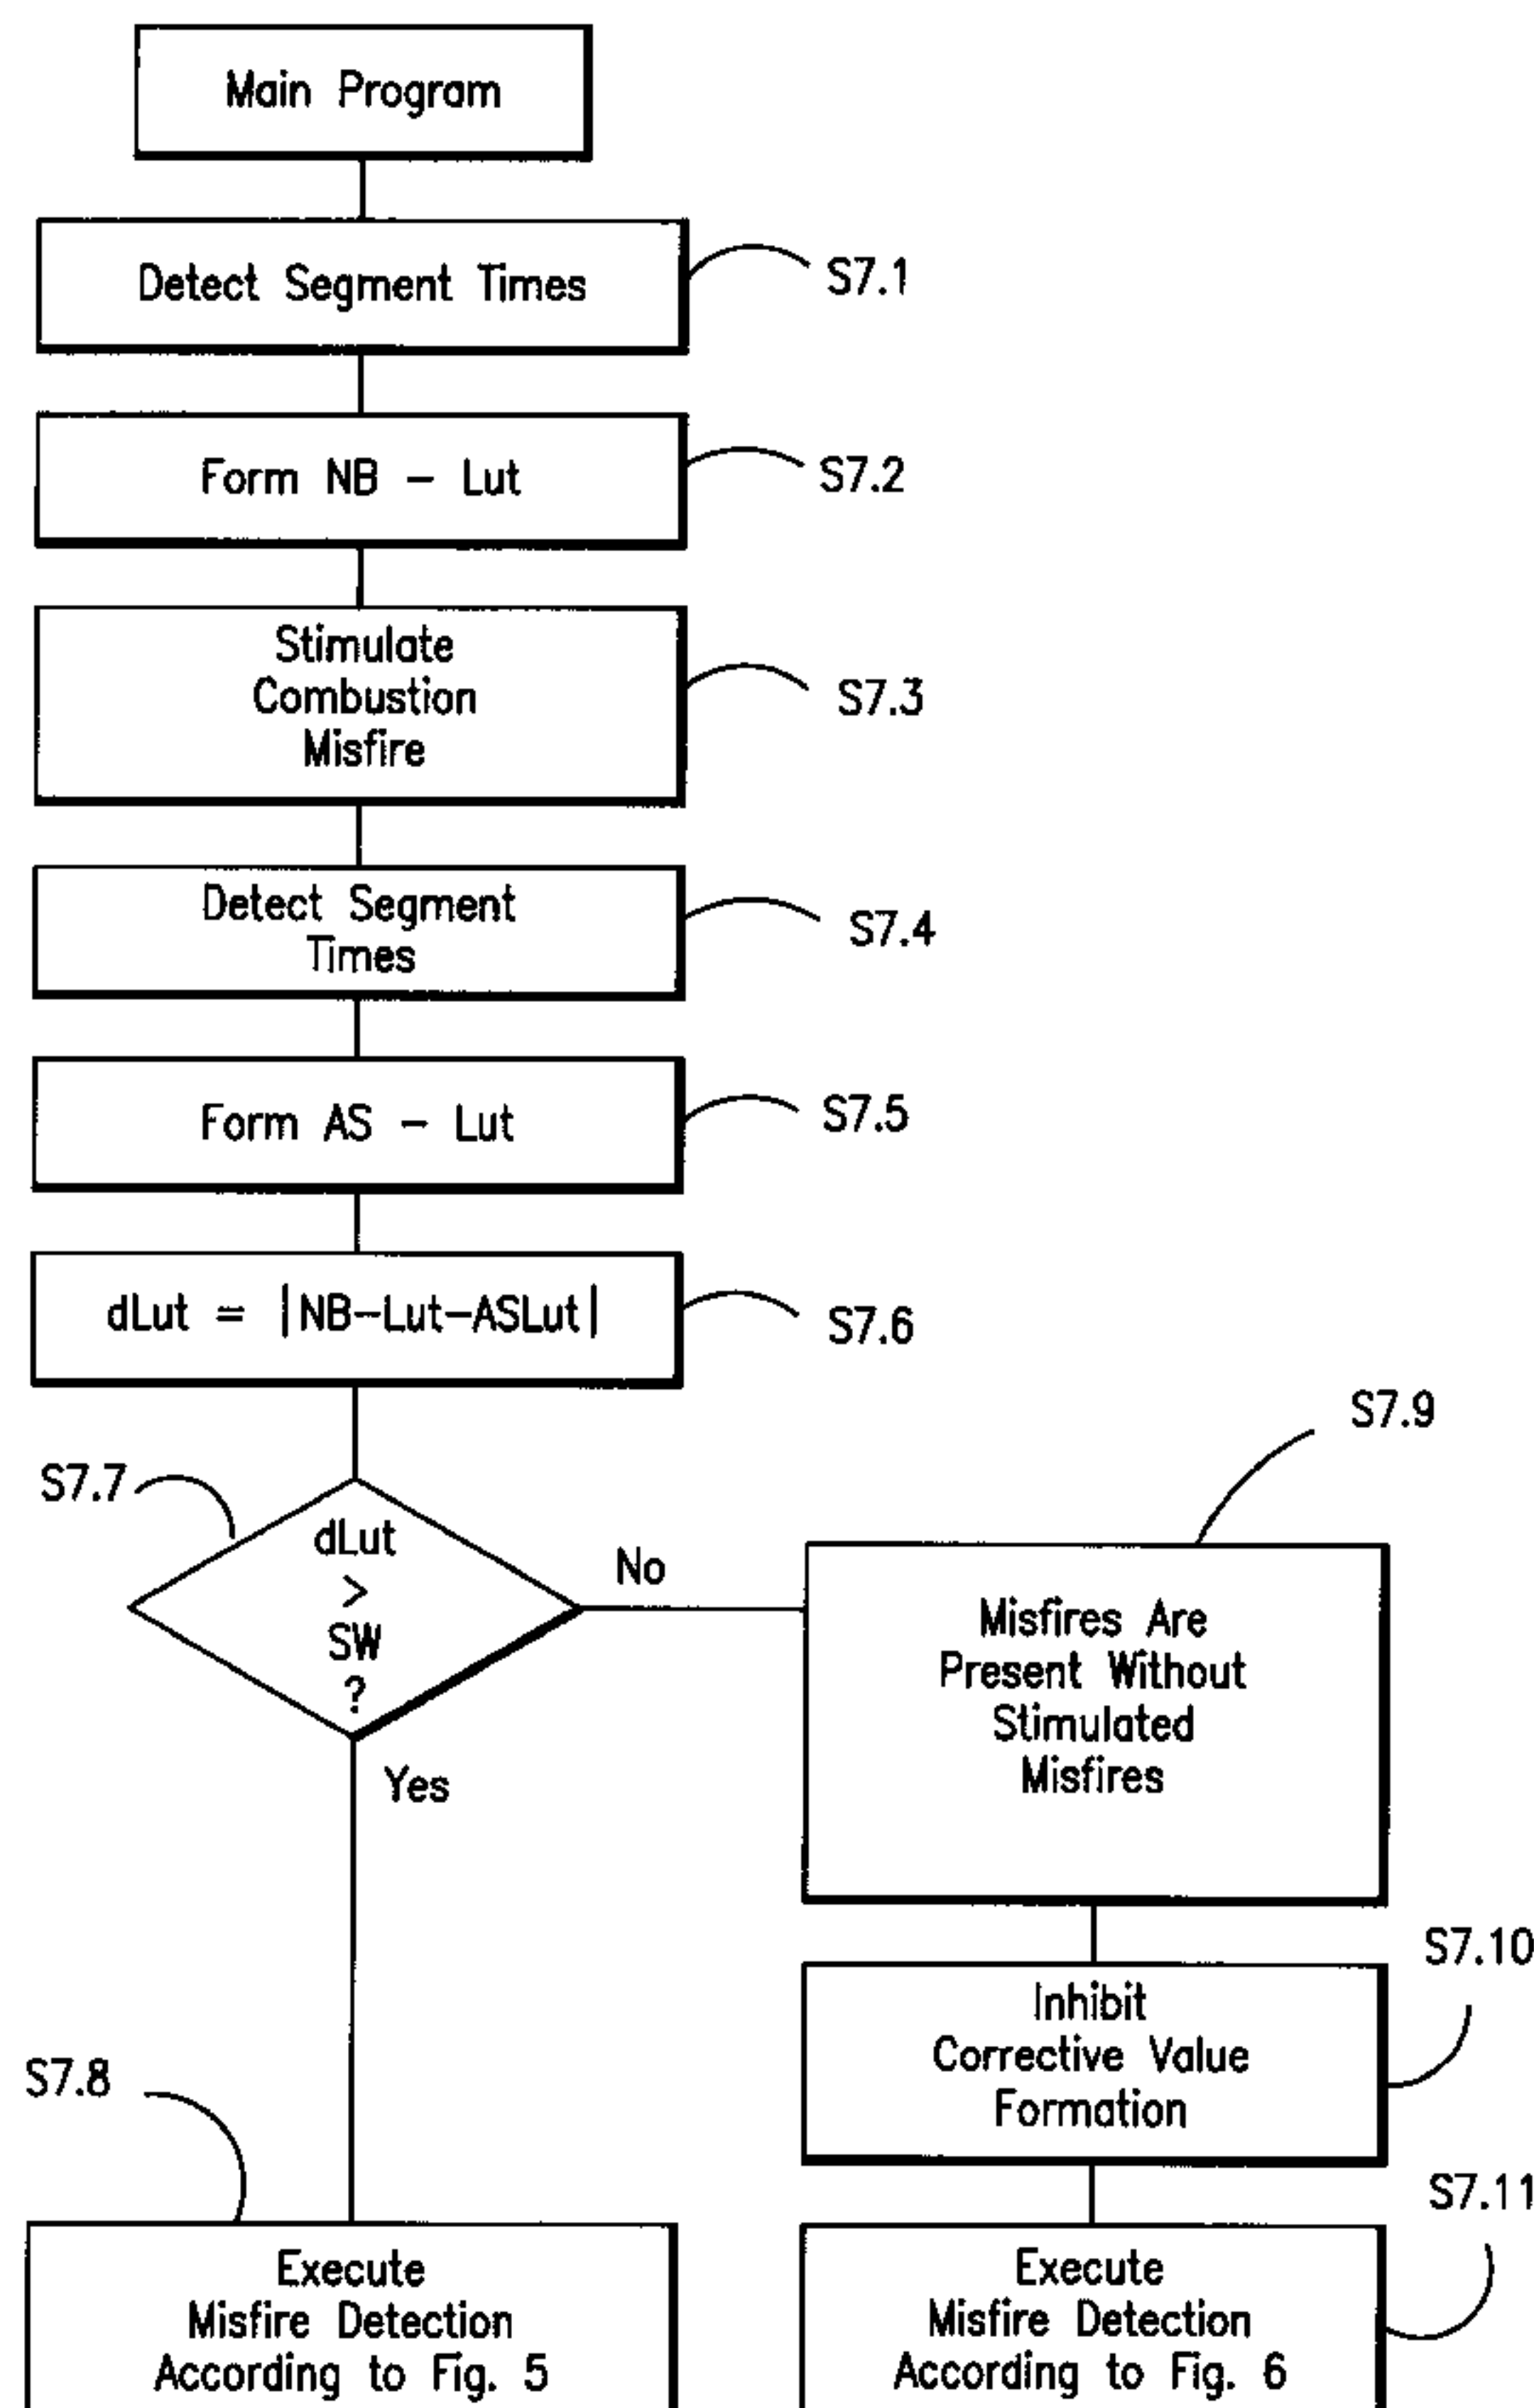 Main Program
Detect Segment Times
S7.1
Form NB - Lut
S7.2
Stimulate
Combustion
Misfire
S7.3
Detect Segment
Times
S7.4
Form AS - Lut
S7.5
dLut = |NB-Lut-ASLut|
S7.6
S7.7
dLut
>
SW
?
No
Yes
S7.9
Misfires Are
Present Without
Stimulated
Misfires
S7.10
Inhibit
Corrective Value
Formation
S7.8
Execute
Misfire Detection
According to Fig. 5
S7.11
Execute
Misfire Detection
According to Fig. 6